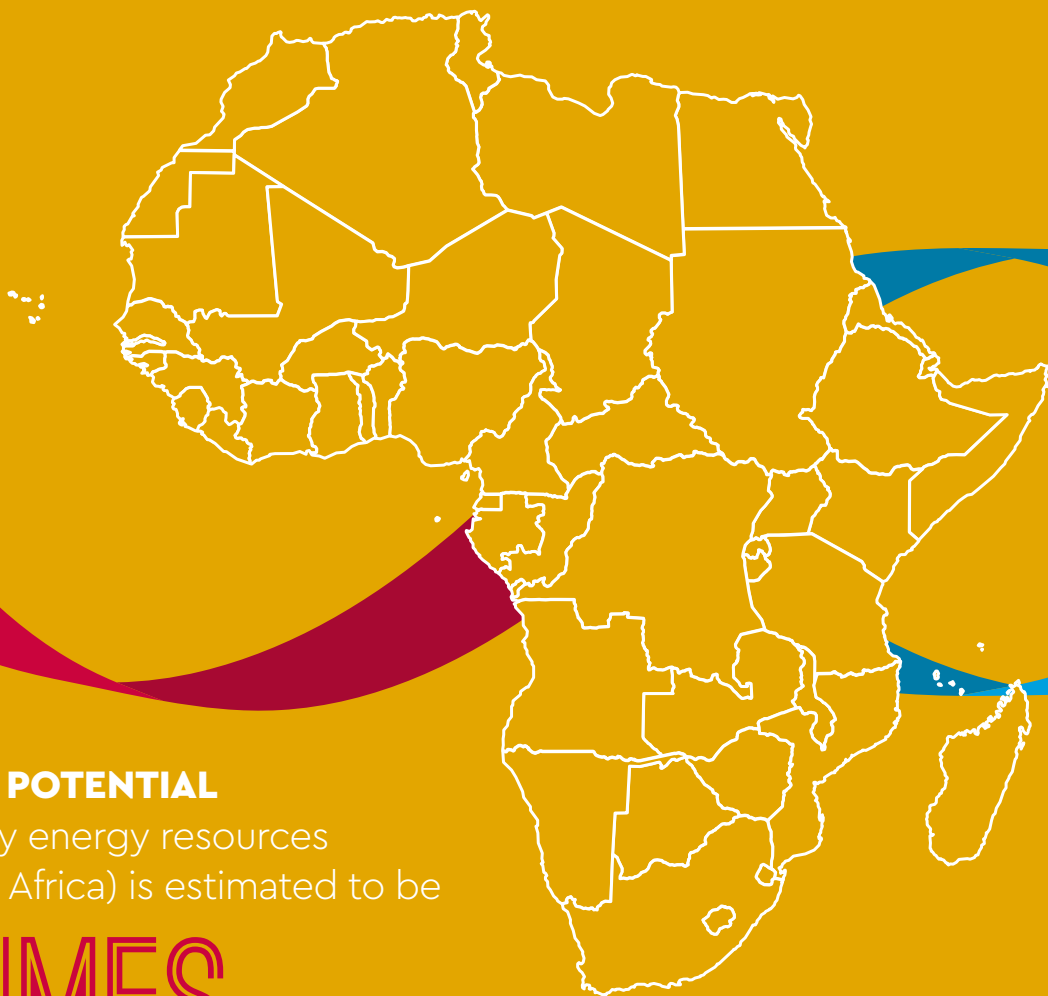 POTENTIAL
y energy resources
Africa) is estimated to be
IMES